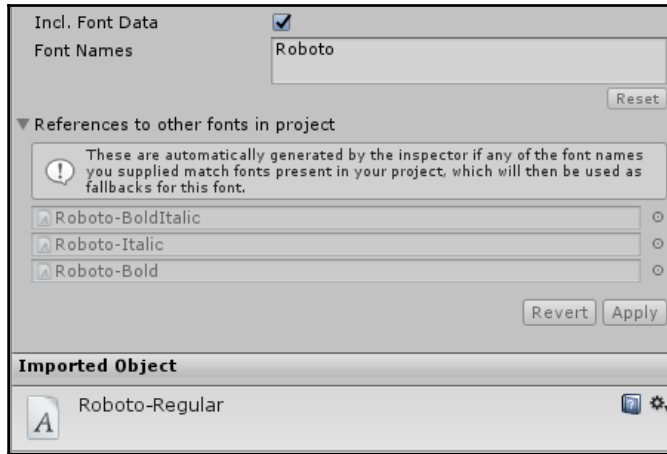 Incl. Font Data
Font Names
Roboto
Reset
References to other fonts in project
These are automatically generated by the inspector if any of the font names
you supplied match fonts present in your project, which will then be used as
fallbacks for this font.
Roboto-BoldItalic
Roboto-Italic
Roboto-Bold
Revert Apply
Imported Object
Roboto-Regular